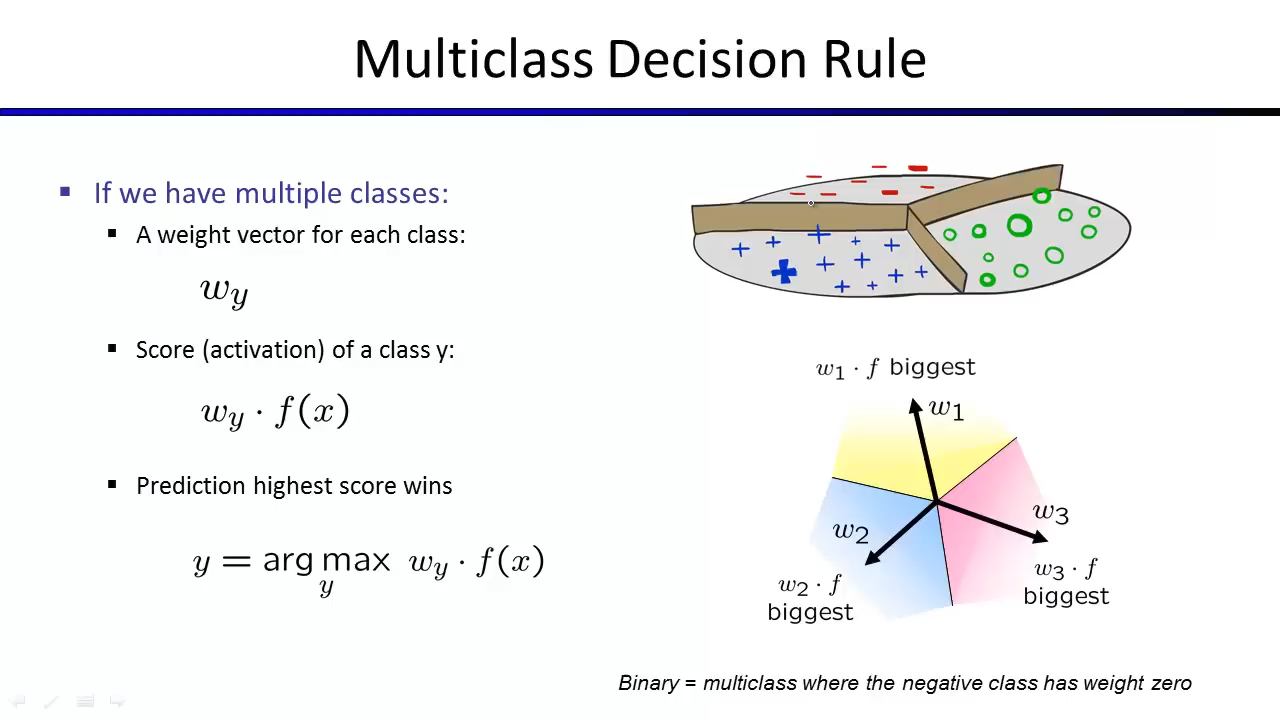 Multiclass Decision Rule
If we have multiple classes:
A weight vector for each class:
w_y
Score (activation) of a class y:
w_y · f(x)
Prediction highest score wins
y = arg max w_y · f(x)
y
w_1 · f biggest
w_1
w_2
w_3
w_2 · f
biggest
w_3 · f
biggest
Binary = multiclass where the negative class has weight zero